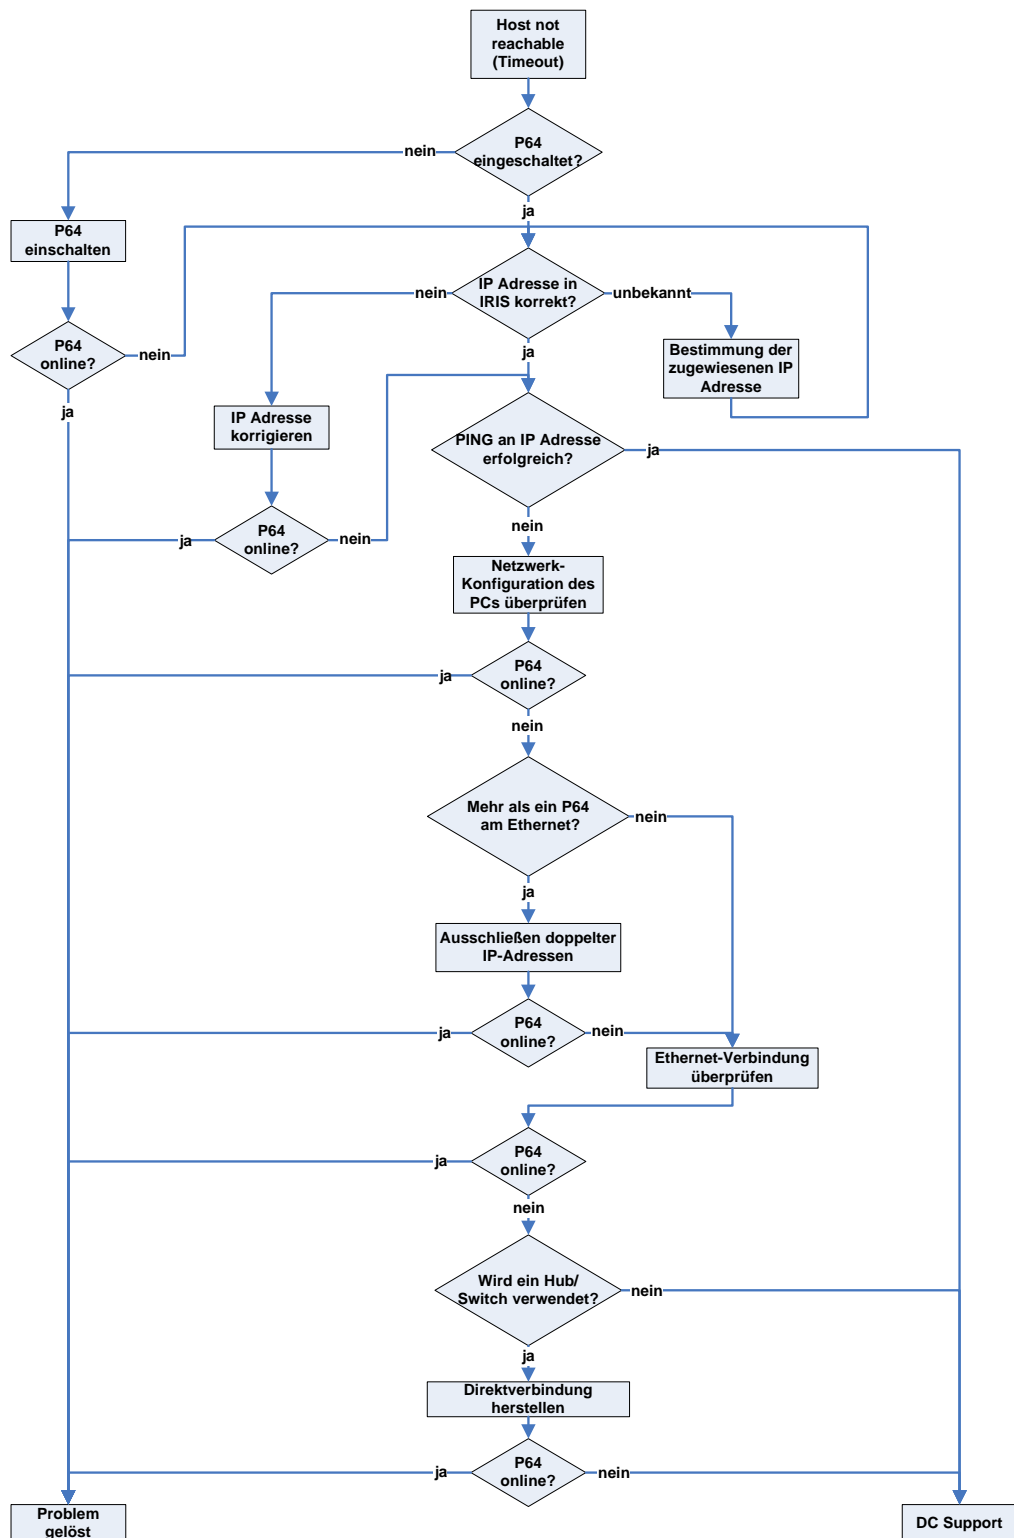 Host not
reachable
(Timeout)
P64
eingeschaltet?
nein
ja
P64
einschalten
IP Adresse in
IRIS korrekt?
nein
unbekannt
P64
online?
nein
ja
ja
Bestimmung der
zugewiesenen IP
Adresse
IP Adresse
korrigieren
PING an IP Adresse
erfolgreich?
ja
nein
P64
online?
ja
nein
Netzwerk-
Konfiguration des
PCs überprüfen
P64
online?
ja
nein
Mehr als ein P64
am Ethernet?
nein
ja
Ausschließen doppelter
IP-Adressen
P64
online?
ja
nein
Ethernet-Verbindung
überprüfen
P64
online?
ja
nein
Wird ein Hub/
Switch verwendet?
nein
ja
Direktverbindung
herstellen
P64
online?
ja
nein
Problem
gelöst
DC Support